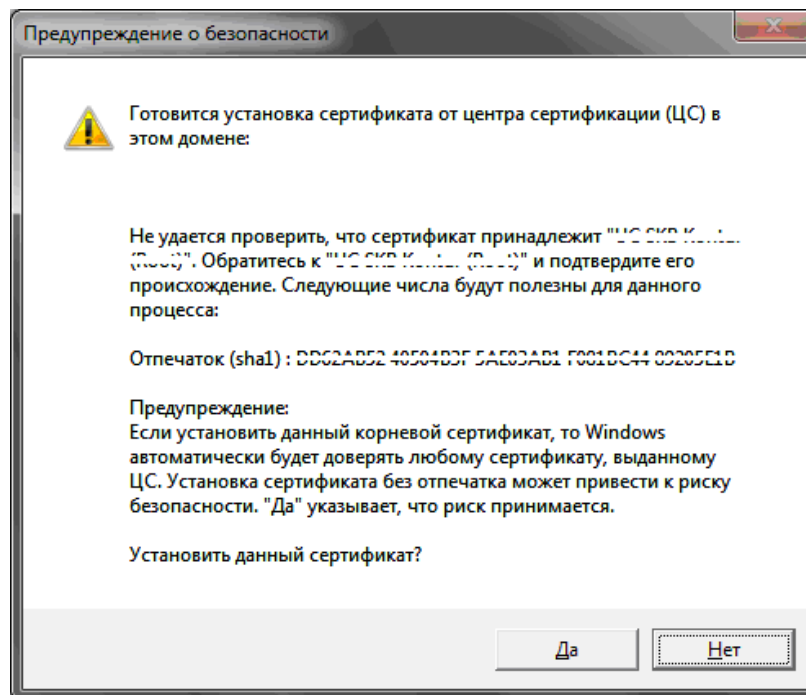 Предупреждение о безопасности
Готовится установка сертификата от центра сертификации (ЦС) в
этом домене:
Не удается проверить, что сертификат принадлежит
Обратитесь к и подтвердите его
происхождение. Следующие числа будут полезны для данного
процесса:
Отпечаток (sha1) :
Предупреждение:
Если установить данный корневой сертификат, то Windows
автоматически будет доверять любому сертификату, выданному
ЦС. Установка сертификата без отпечатка может привести к риску
безопасности. "Да" указывает, что риск принимается.
Установить данный сертификат?
Да
Нет